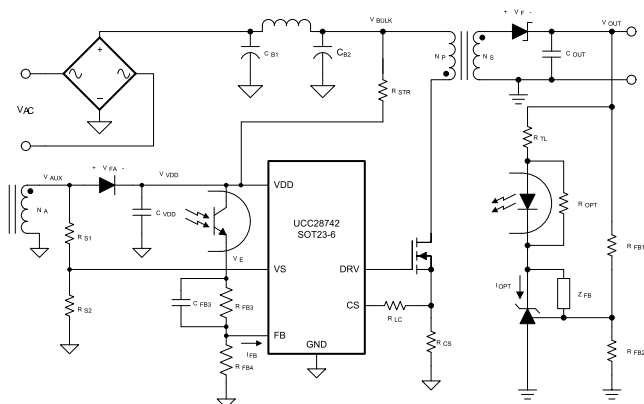 + V F -
V OUT
V BULK
N P
N S
C OUT
C B1
C B2
+
−
V AC
R STR
R TL
V AUX
+ V FA -
V VDD
N A
C VDD
VDD
UCC28742
SOT23-6
R OPT
R S1
V E
VS
DRV
R FB1
I OPT
Z FB
R S2
C FB3
R FB3
CS
R LC
FB
I FB
GND
R CS
R FB4
R FB2